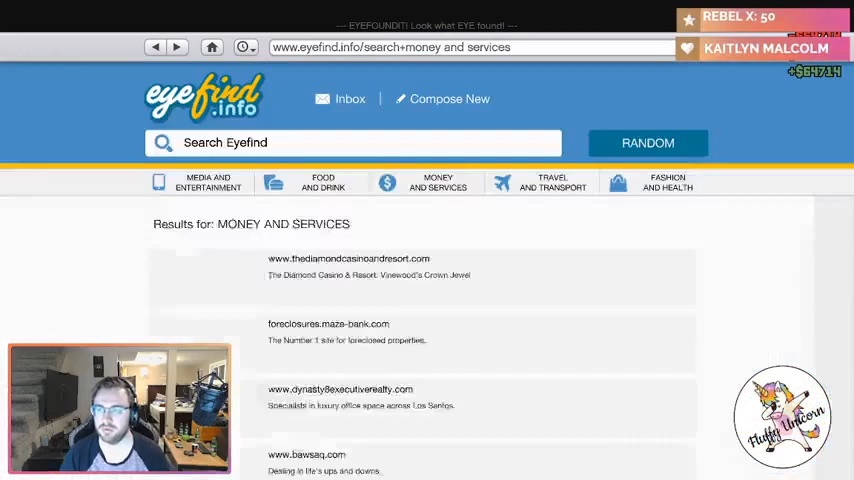 --- EYEFOUNDIT! Look what EYE found! ---
REBEL X: 50
www.eyefind.info/search+money and services
KAITLYN MALCOLM
+$64714
eyefind
.info
Inbox
Compose New
Search Eyefind
RANDOM
MEDIA AND
ENTERTAINMENT
FOOD
AND DRINK
MONEY
AND SERVICES
TRAVEL
AND TRANSPORT
FASHION
AND HEALTH
Results for: MONEY AND SERVICES
www.thediamondcasinoandresort.com
The Diamond Casino & Resort: Vinewood's Crown Jewel
foreclosures.maze-bank.com
The Number 1 site for foreclosed properties.
www.dynasty8executiverealty.com
Specialists in luxury office space across Los Santos.
www.bawsaq.com
Dealing in life's ups and downs.
Fluffy Unicorn